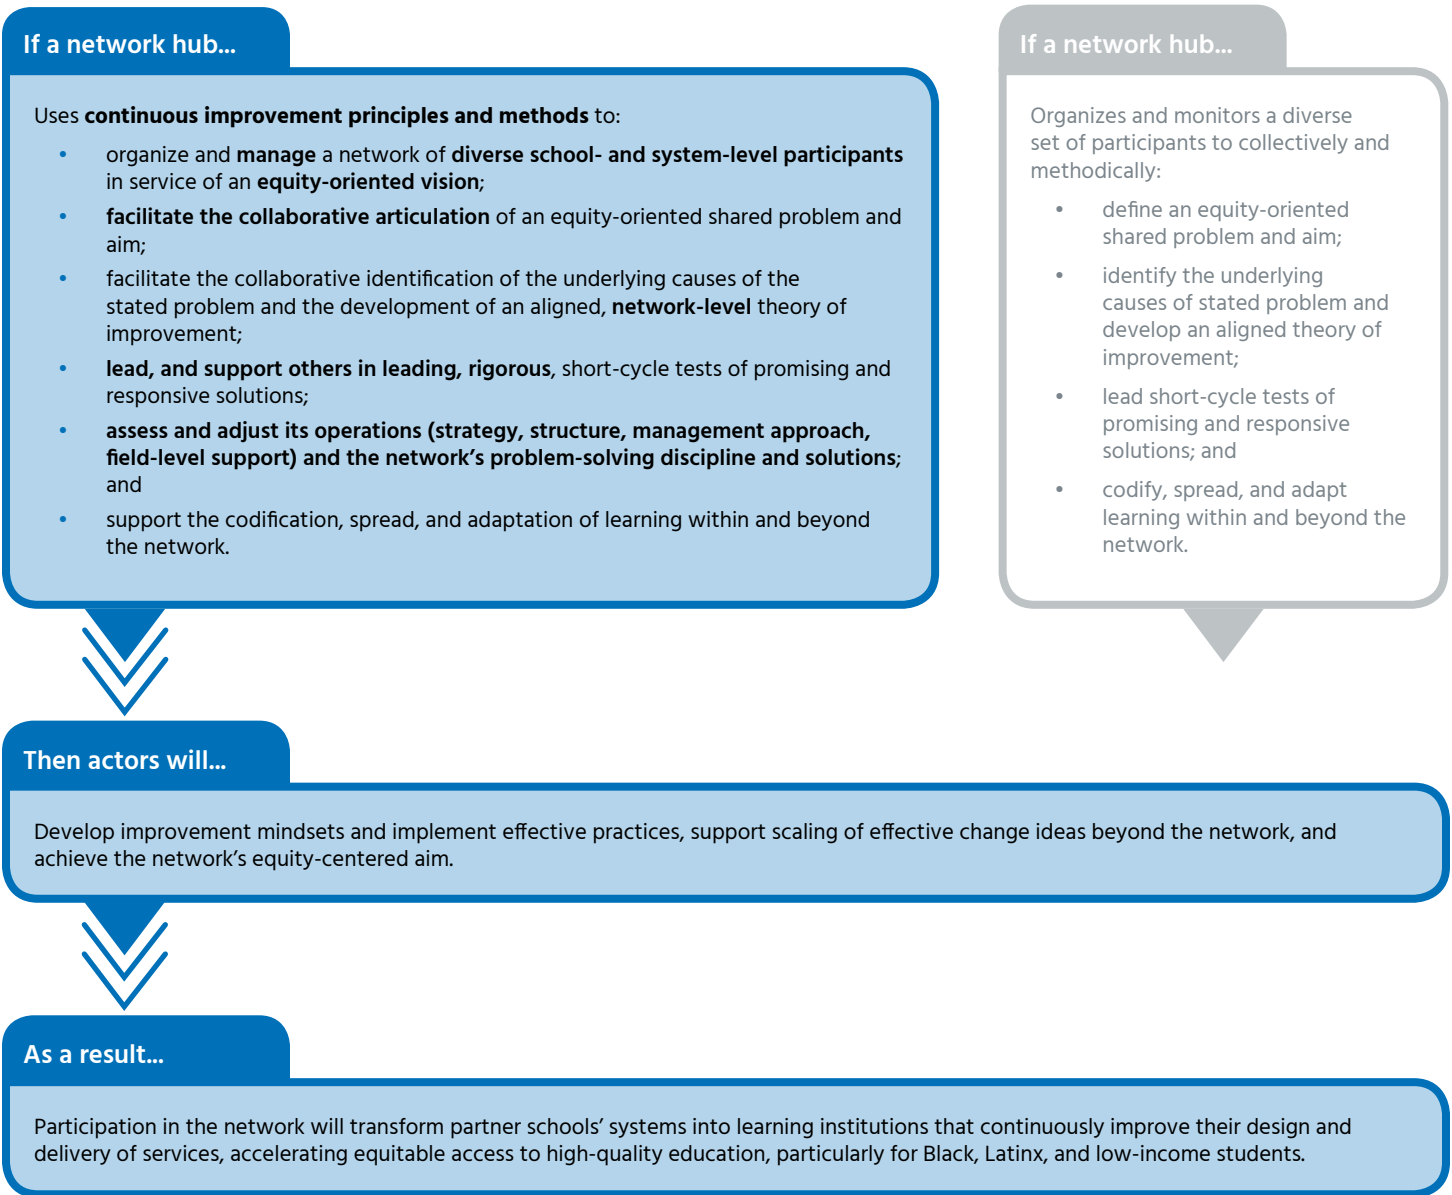 If a network hub...
Uses continuous improvement principles and methods to:
• organize and manage a network of diverse school- and system-level participants
in service of an equity-oriented vision;
• facilitate the collaborative articulation of an equity-oriented shared problem and
aim;
• facilitate the collaborative identification of the underlying causes of the
stated problem and the development of an aligned, network-level theory of
improvement;
• lead, and support others in leading, rigorous, short-cycle tests of promising and
responsive solutions;
• assess and adjust its operations (strategy, structure, management approach,
field-level support) and the network’s problem-solving discipline and solutions;
and
• support the codification, spread, and adaptation of learning within and beyond
the network.
If a network hub...
Organizes and monitors a diverse
set of participants to collectively and
methodically:
• define an equity-oriented
shared problem and aim;
• identify the underlying
causes of stated problem and
develop an aligned theory of
improvement;
• lead short-cycle tests of
promising and responsive
solutions; and
• codify, spread, and adapt
learning within and beyond the
network.
Then actors will...
Develop improvement mindsets and implement effective practices, support scaling of effective change ideas beyond the network, and
achieve the network’s equity-centered aim.
As a result...
Participation in the network will transform partner schools’ systems into learning institutions that continuously improve their design and
delivery of services, accelerating equitable access to high-quality education, particularly for Black, Latinx, and low-income students.